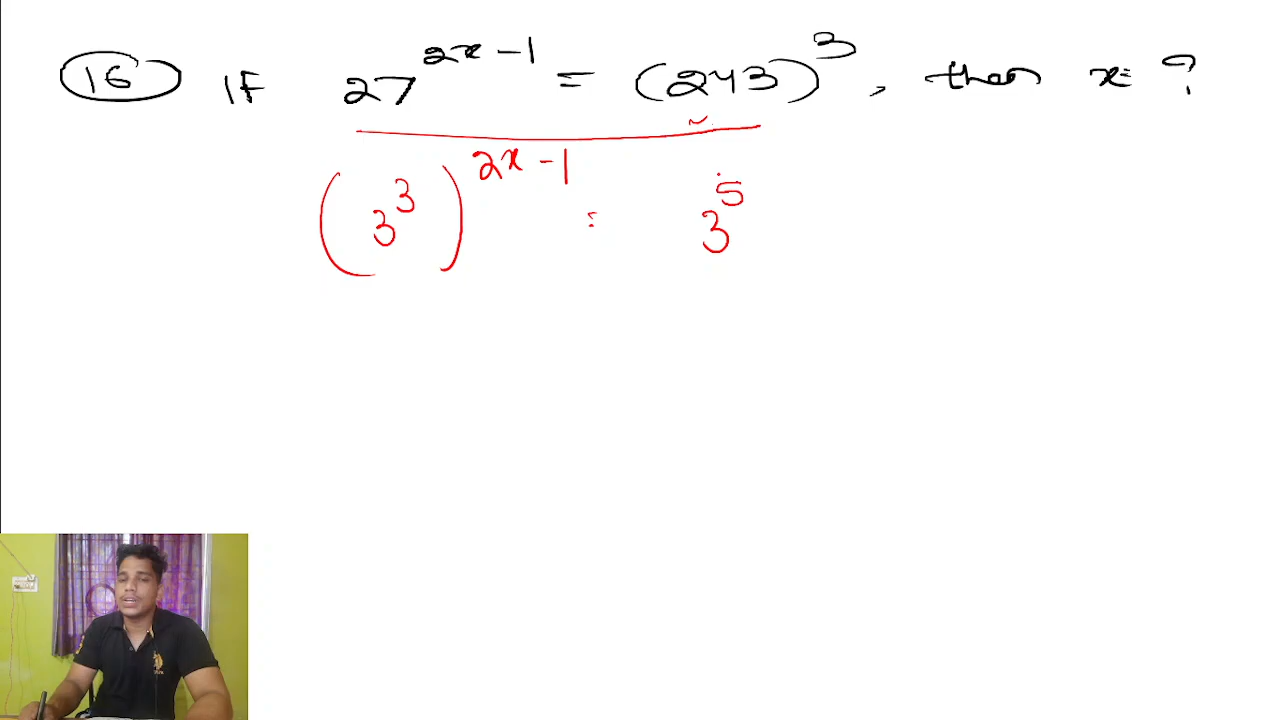 16 If 27^{2x-1} = (243)^3, then x = ?
(3^3)^{2x-1} = 3^5